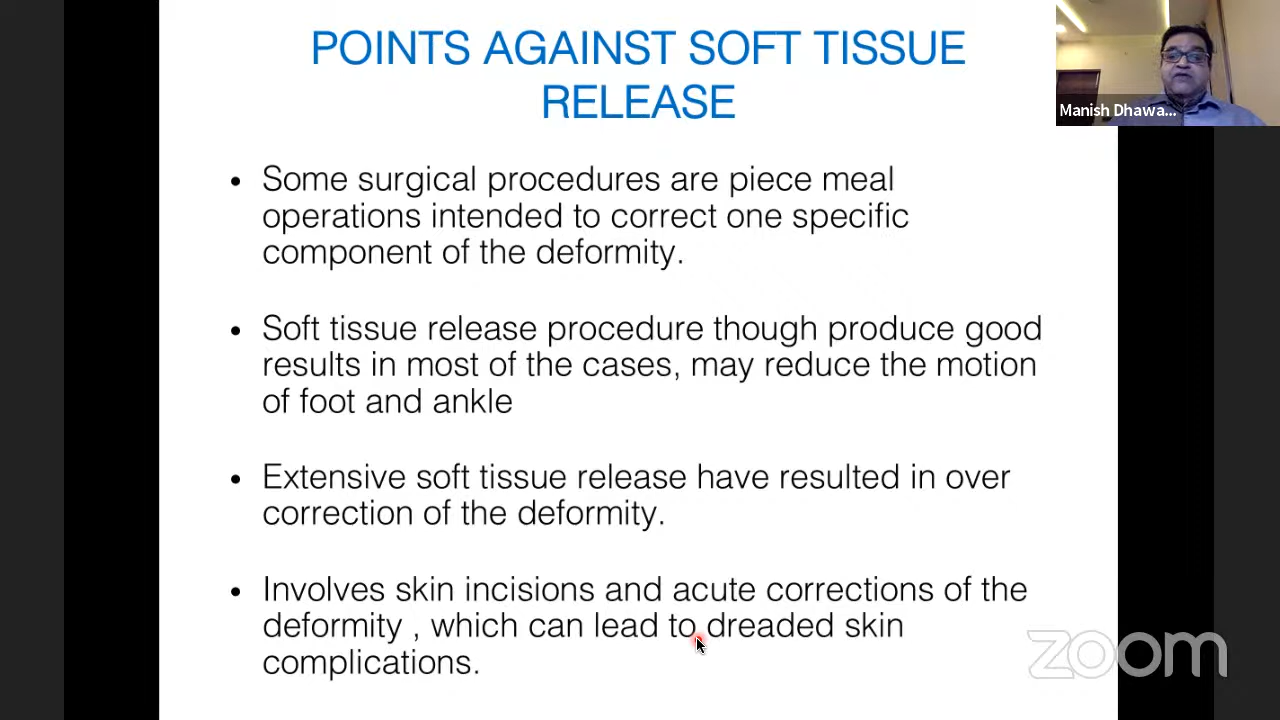 POINTS AGAINST SOFT TISSUE
RELEASE
Manish Dhawa...
• Some surgical procedures are piece meal
operations intended to correct one specific
component of the deformity.
• Soft tissue release procedure though produce good
results in most of the cases, may reduce the motion
of foot and ankle
• Extensive soft tissue release have resulted in over
correction of the deformity.
• Involves skin incisions and acute corrections of the
deformity , which can lead to dreaded skin
complications.
zoom